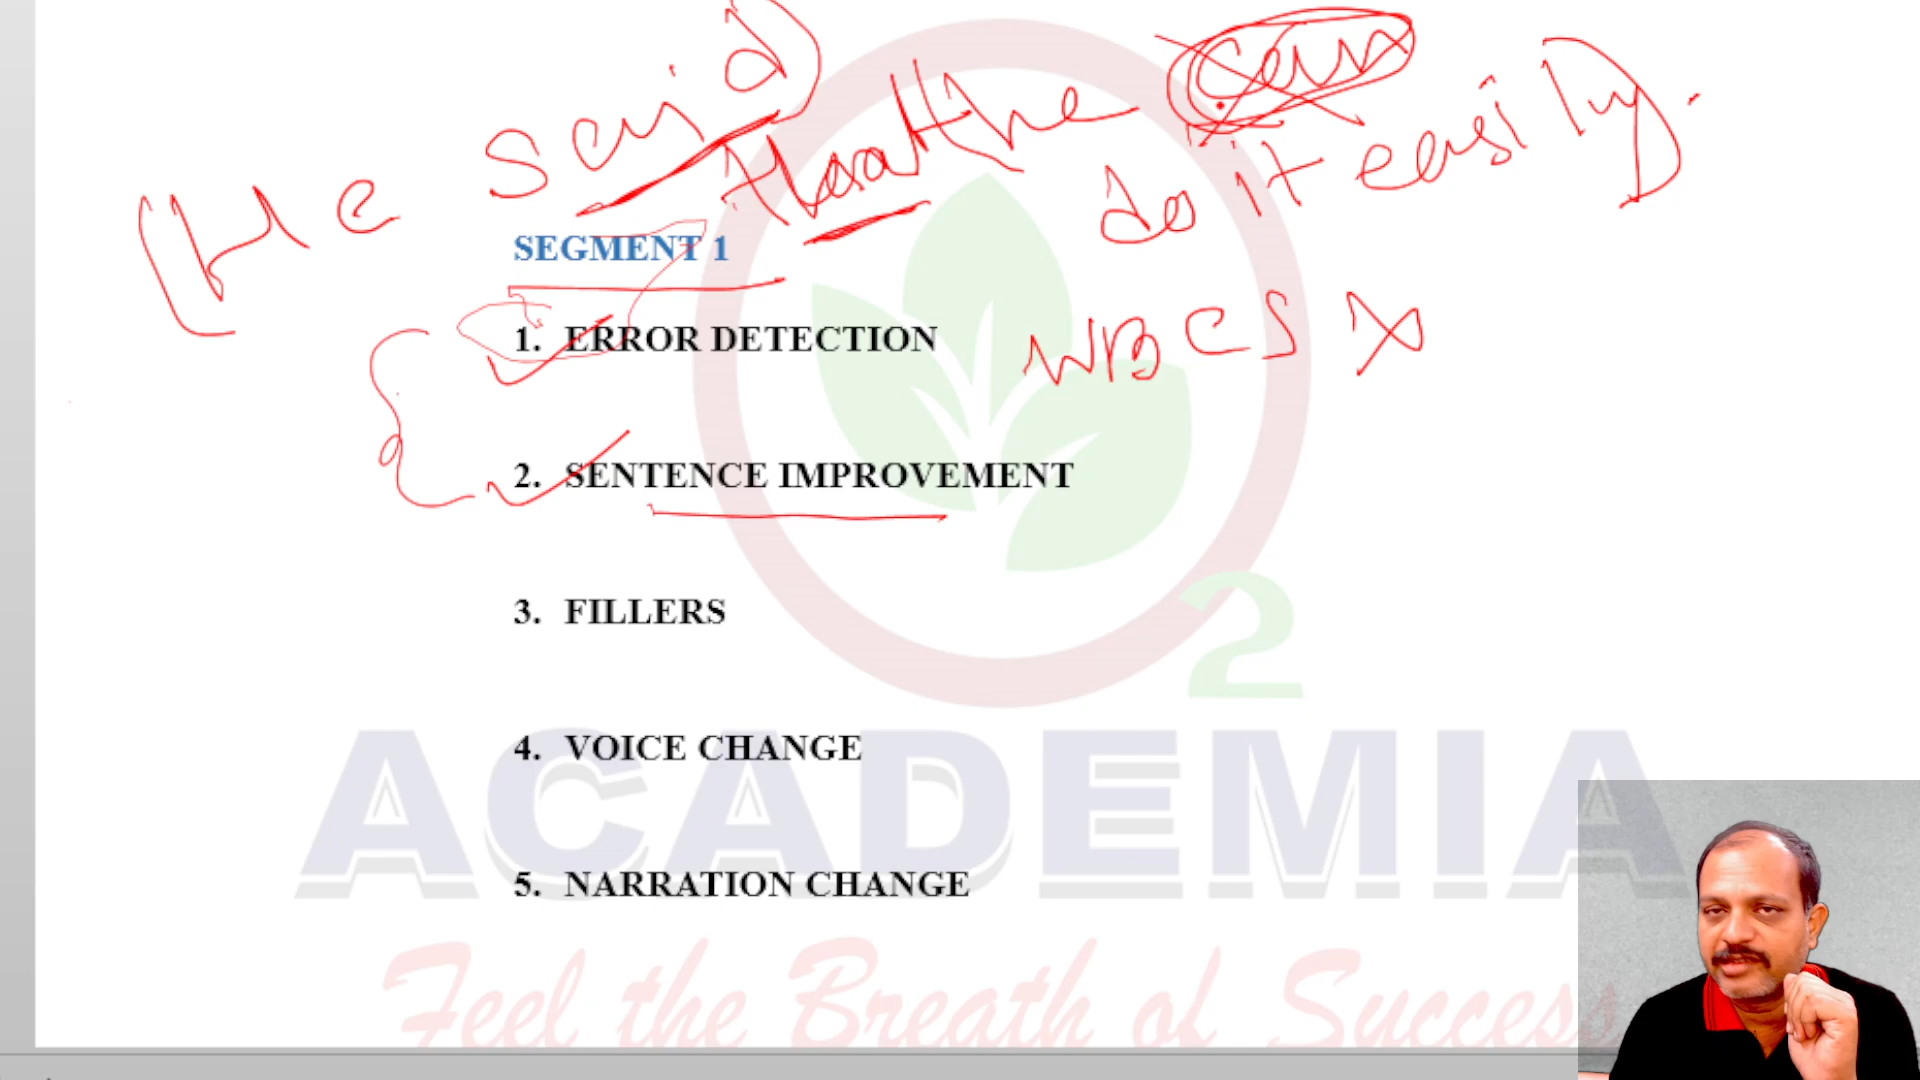 (He said that he can
do it easily).
SEGMENT 1
1. ERROR DETECTION
WBCS X
2. SENTENCE IMPROVEMENT
3. FILLERS
2
4. VOICE CHANGE
ACADEMIA
5. NARRATION CHANGE
Feel the Breath of Success